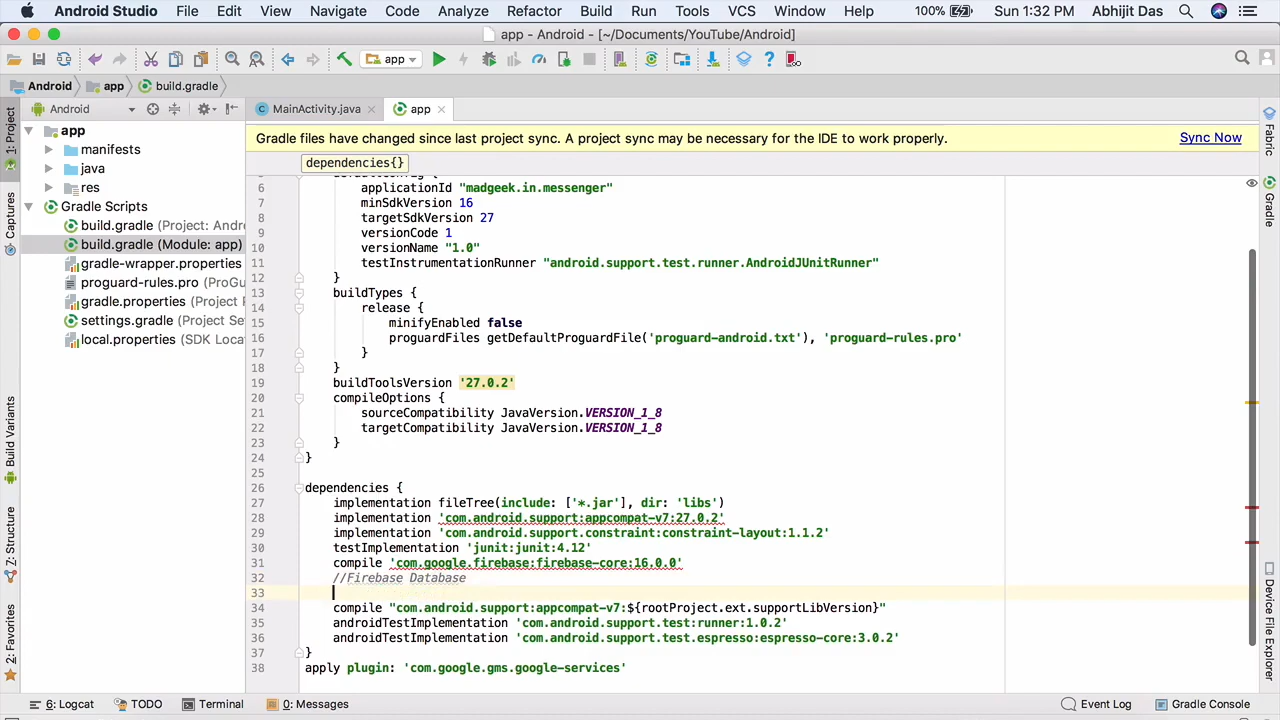 Android Studio File Edit View Navigate Code Analyze Refactor Build Run Tools VCS Window Help 100% Sun 1:32 PM Abhijit Das
app - Android - [~/Documents/YouTube/Android]
app
Android app build.gradle
Android MainActivity.java app
Gradle files have changed since last project sync. A project sync may be necessary for the IDE to work properly. Sync Now
dependencies{}
1: Project
Captures
Build Variants
Z: Structure
2: Favorites
app
manifests
java
res
Gradle Scripts
build.gradle (Project: Andro
build.gradle (Module: app)
gradle-wrapper.properties
proguard-rules.pro (ProGu
gradle.properties (Project P
settings.gradle (Project Se
local.properties (SDK Loca
6 applicationId "madgeek.in.messenger"
7 minSdkVersion 16
8 targetSdkVersion 27
9 versionCode 1
10 versionName "1.0"
11 testInstrumentationRunner "android.support.test.runner.AndroidJUnitRunner"
12 }
13 buildTypes {
14 release {
15 minifyEnabled false
16 proguardFiles getDefaultProguardFile('proguard-android.txt'), 'proguard-rules.pro'
17 }
18 }
19 buildToolsVersion '27.0.2'
20 compileOptions {
21 sourceCompatibility JavaVersion.VERSION_1_8
22 targetCompatibility JavaVersion.VERSION_1_8
23 }
24 }
25
26 dependencies {
27 implementation fileTree(include: ['*.jar'], dir: 'libs')
28 implementation 'com.android.support:appcompat-v7:27.0.2'
29 implementation 'com.android.support.constraint:constraint-layout:1.1.2'
30 testImplementation 'junit:junit:4.12'
31 compile 'com.google.firebase:firebase-core:16.0.0'
32 //Firebase Database
33
34 compile "com.android.support:appcompat-v7:${rootProject.ext.supportLibVersion}"
35 androidTestImplementation 'com.android.support.test:runner:1.0.2'
36 androidTestImplementation 'com.android.support.test.espresso:espresso-core:3.0.2'
37 }
38 apply plugin: 'com.google.gms.google-services'
Fabric
Gradle
Device File Explorer
6: Logcat TODO Terminal 0: Messages Event Log Gradle Console